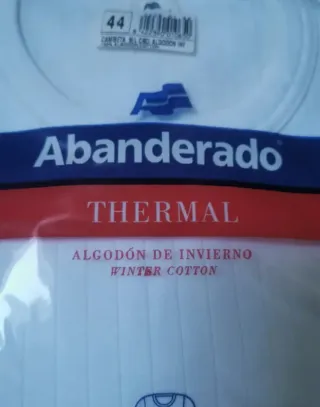 44
Abanderado
THERMAL
ALGODÓN DE INVIERNO
WINTER COTTON